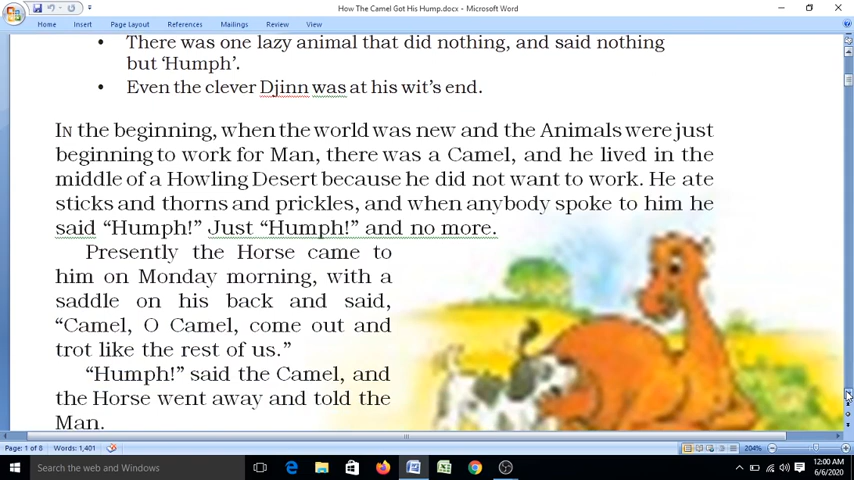 How The Camel Got His Hump.docx - Microsoft Word
Home Insert Page Layout References Mailings Review View
• There was one lazy animal that did nothing, and said nothing
but ‘Humph’.
• Even the clever Djinn was at his wit’s end.
IN the beginning, when the world was new and the Animals were just
beginning to work for Man, there was a Camel, and he lived in the
middle of a Howling Desert because he did not want to work. He ate
sticks and thorns and prickles, and when anybody spoke to him he
said “Humph!” Just “Humph!” and no more.
Presently the Horse came to
him on Monday morning, with a
saddle on his back and said,
“Camel, O Camel, come out and
trot like the rest of us.”
“Humph!” said the Camel, and
the Horse went away and told the
Man.
Page: 1 of 8 Words: 1,401 204%
Search the web and Windows
12:00 AM
6/6/2020